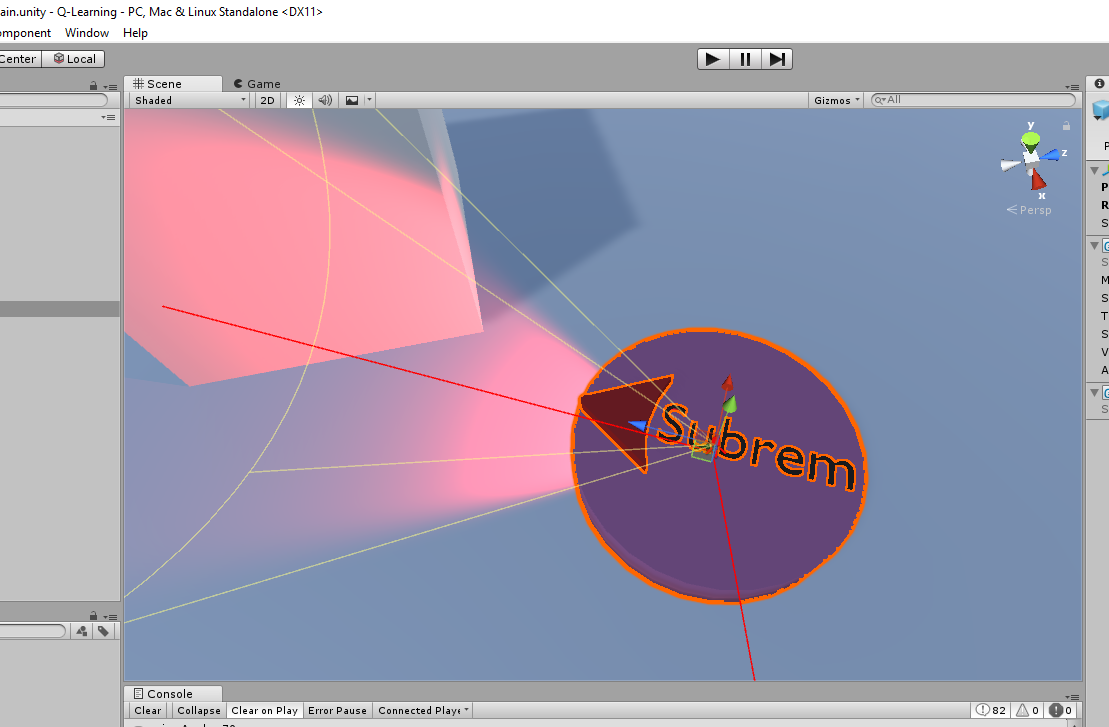 ain.unity - Q-Learning - PC, Mac & Linux Standalone <DX11>
mponent Window Help
Center Local
Scene Game
Shaded 2D Gizmos All
y
z
x
Persp
P
P
R
S
S
M
S
T
S
V
A
S
Subrem
Console
Clear Collapse Clear on Play Error Pause Connected Playe 82 0 0